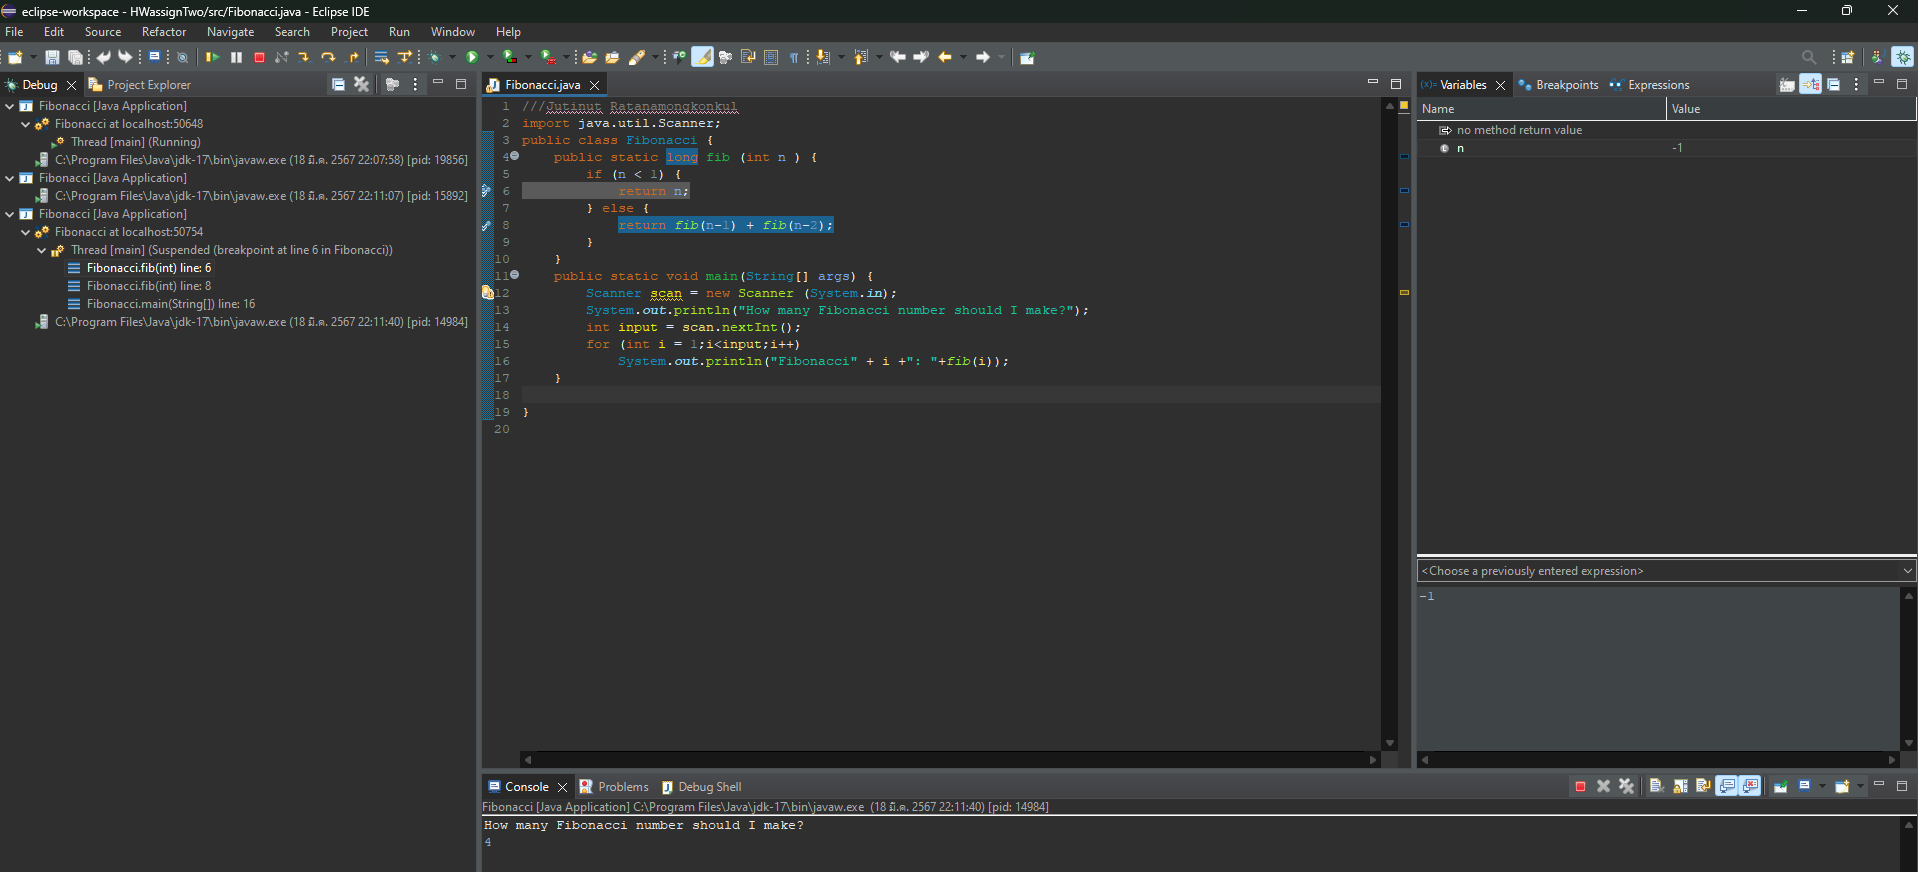 eclipse-workspace - HWassignTwo/src/Fibonacci.java - Eclipse IDE
File Edit Source Refactor Navigate Search Project Run Window Help
Debug Project Explorer
Fibonacci [Java Application]
Fibonacci at localhost:50648
Thread [main] (Running)
C:\Program Files\Java\jdk-17\bin\javaw.exe (18 มี.ค. 2567 22:07:58) [pid: 19856]
Fibonacci [Java Application]
C:\Program Files\Java\jdk-17\bin\javaw.exe (18 มี.ค. 2567 22:11:07) [pid: 15892]
Fibonacci [Java Application]
Fibonacci at localhost:50754
Thread [main] (Suspended (breakpoint at line 6 in Fibonacci))
Fibonacci.fib(int) line: 6
Fibonacci.fib(int) line: 8
Fibonacci.main(String[]) line: 16
C:\Program Files\Java\jdk-17\bin\javaw.exe (18 มี.ค. 2567 22:11:40) [pid: 14984]
Fibonacci.java
1 ///Jutinut Ratanamongkonkul
2 import java.util.Scanner;
3 public class Fibonacci {
4 public static long fib (int n ) {
5 if (n < 1) {
6 return n;
7 } else {
8 return fib(n-1) + fib(n-2);
9 }
10 }
11 public static void main(String[] args) {
12 Scanner scan = new Scanner (System.in);
13 System.out.println("How many Fibonacci number should I make?");
14 int input = scan.nextInt();
15 for (int i = 1;i<input;i++)
16 System.out.println("Fibonacci" + i +": "+fib(i));
17 }
18
19 }
20
Variables Breakpoints Expressions
Name Value
no method return value
n -1
<Choose a previously entered expression>
-1
Console Problems Debug Shell
Fibonacci [Java Application] C:\Program Files\Java\jdk-17\bin\javaw.exe (18 มี.ค. 2567 22:11:40) [pid: 14984]
How many Fibonacci number should I make?
4